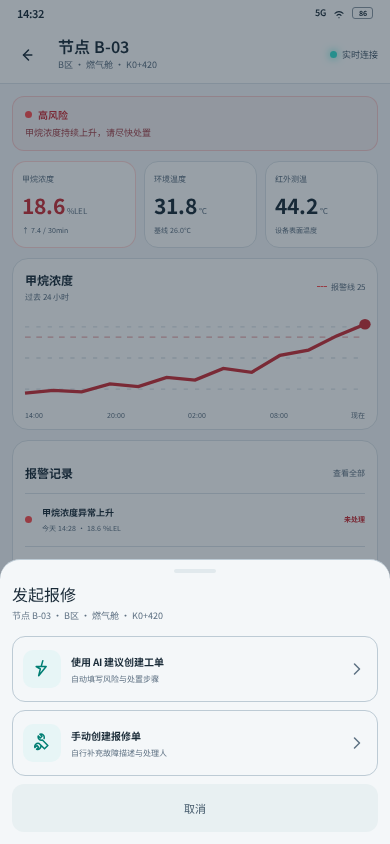 14:32
5G
86
节点 B-03
B区 · 燃气舱 · K0+420
实时连接
高风险
甲烷浓度持续上升，请尽快处置
甲烷浓度
18.6 %LEL
↑ 7.4 / 30min
环境温度
31.8 °C
基线 26.0°C
红外测温
44.2 °C
设备表面温度
甲烷浓度
过去 24 小时
报警线 25
14:00 20:00 02:00 08:00 现在
报警记录
查看全部
甲烷浓度异常上升
今天 14:28 · 18.6 %LEL
未处理
发起报修
节点 B-03 · B区 · 燃气舱 · K0+420
使用 AI 建议创建工单
自动填写风险与处置步骤
手动创建报修单
自行补充故障描述与处理人
取消